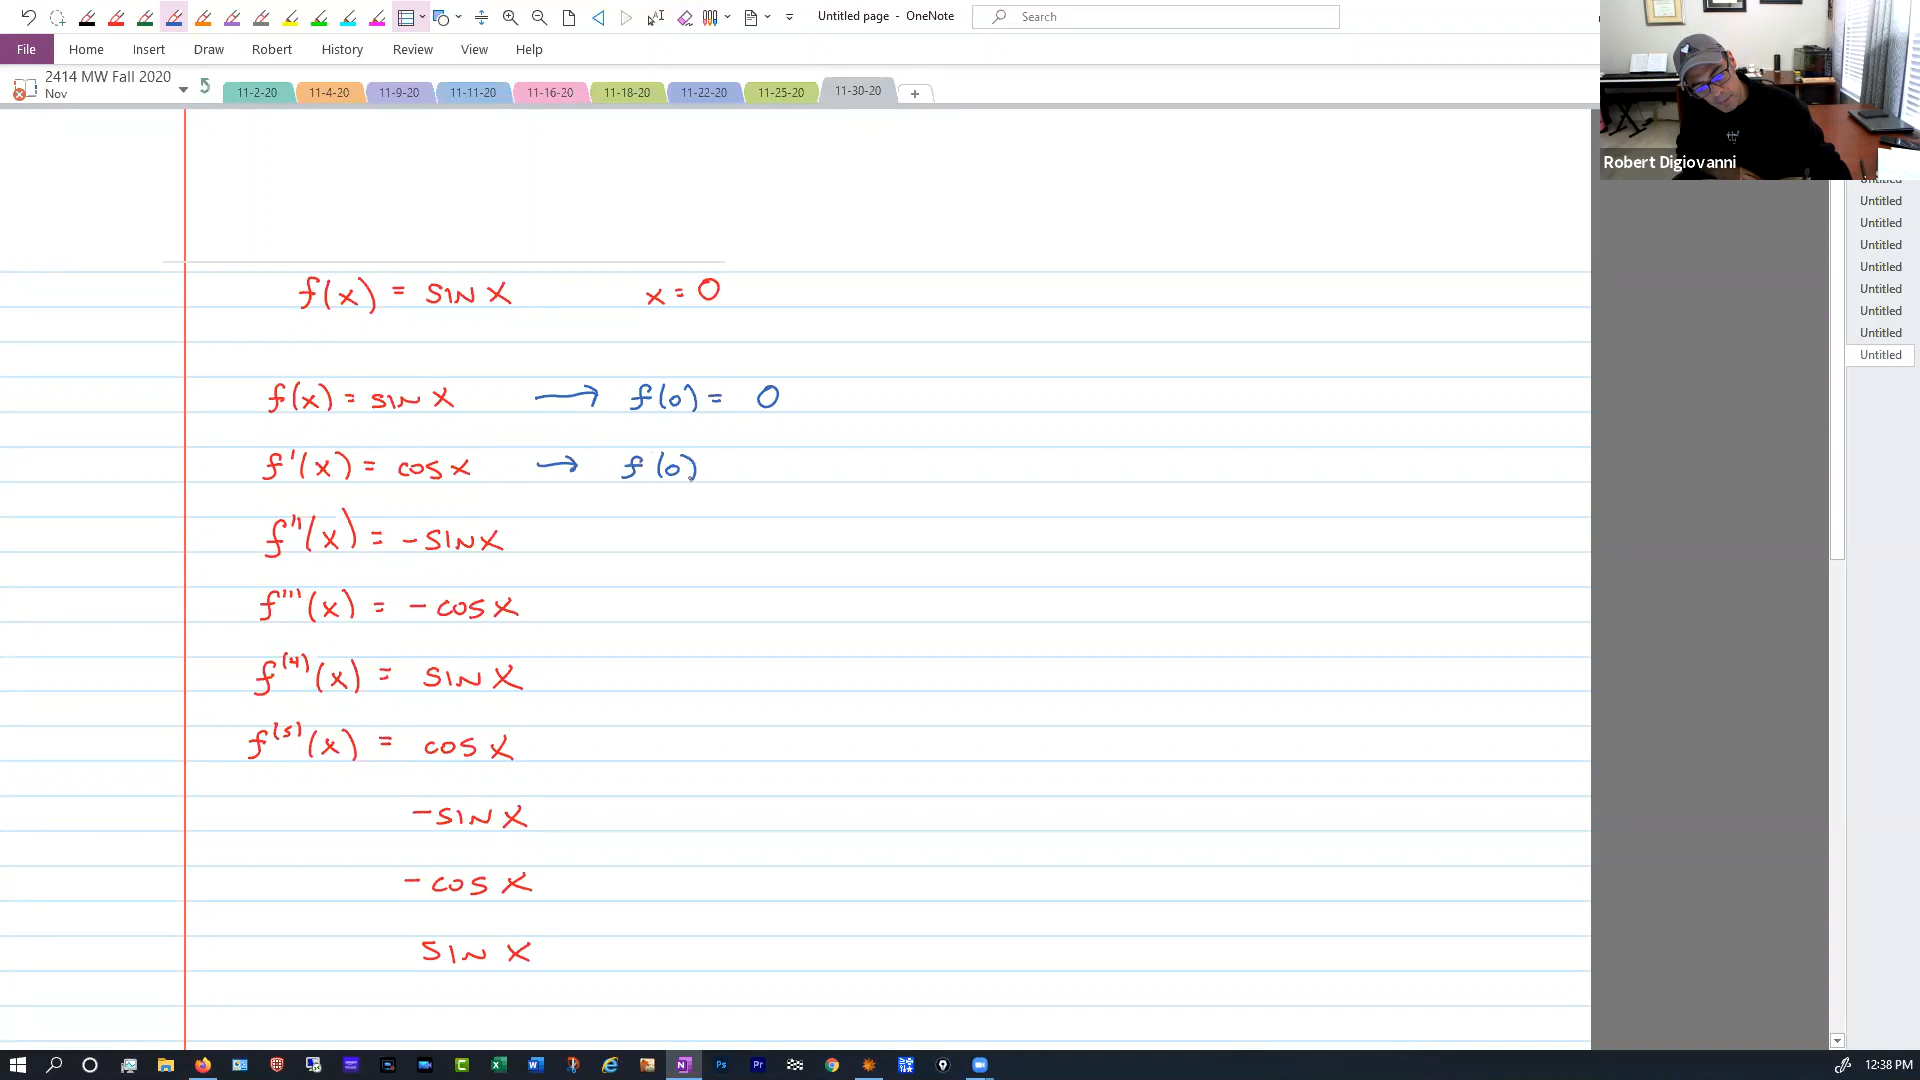 Untitled page - OneNote
Search
File Home Insert Draw Robert History Review View Help
2414 MW Fall 2020
Nov
11-2-20 11-4-20 11-9-20 11-11-20 11-16-20 11-18-20 11-22-20 11-25-20 11-30-20
Robert Digiovanni
Untitled
Untitled
Untitled
Untitled
Untitled
Untitled
Untitled
Untitled
Untitled
f(x) = sin x x = 0
f(x) = sin x → f(0) = 0
f'(x) = cos x → f(0)
f''(x) = - sin x
f'''(x) = - cos x
f⁽⁴⁾(x) = sin x
f⁽⁵⁾(x) = cos x
- sin x
- cos x
sin x
12:38 PM